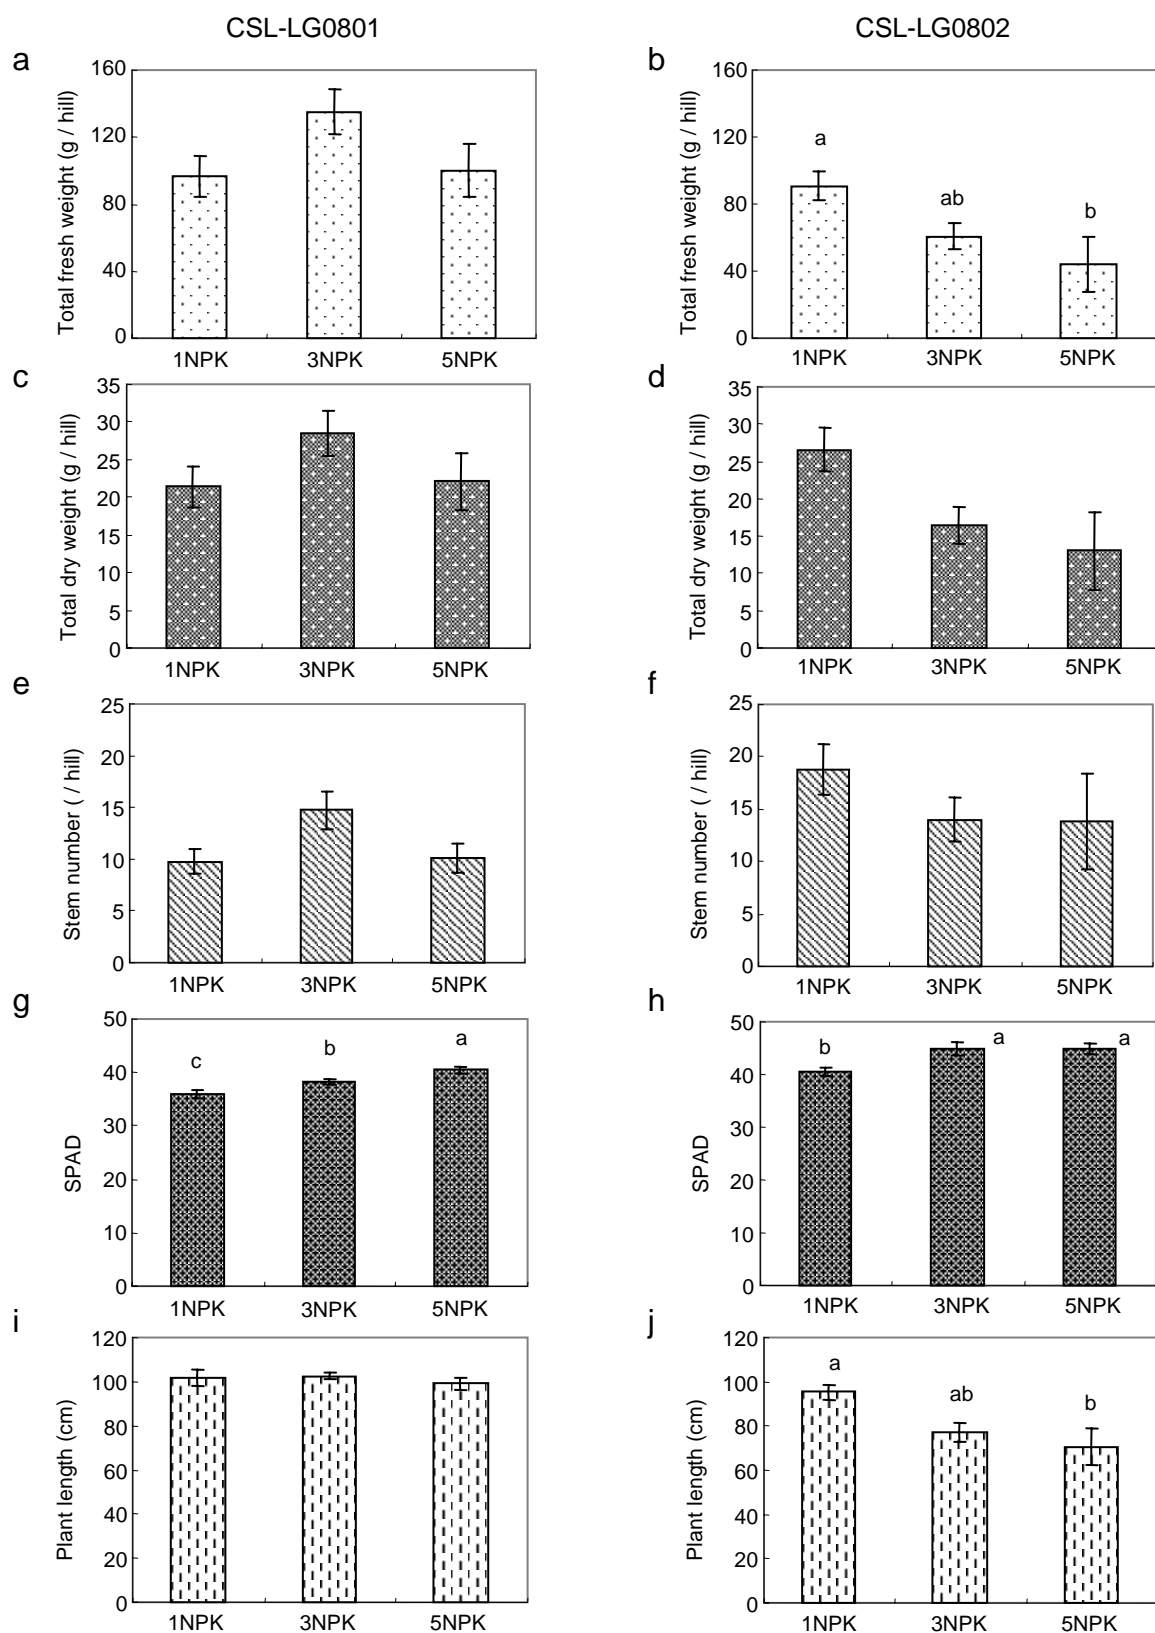 CSL-LG0801
CSL-LG0802
a
Total fresh weight (g / hill)
160
120
80
40
0
1NPK 3NPK 5NPK
b
Total fresh weight (g / hill)
160
120
80
40
0
a
ab
b
1NPK 3NPK 5NPK
c
Total dry weight (g / hill)
35
30
25
20
15
10
5
0
1NPK 3NPK 5NPK
d
Total dry weight (g / hill)
35
30
25
20
15
10
5
0
1NPK 3NPK 5NPK
e
Stem number ( / hill)
25
20
15
10
5
0
1NPK 3NPK 5NPK
f
Stem number ( / hill)
25
20
15
10
5
0
1NPK 3NPK 5NPK
g
SPAD
50
40
30
20
10
0
c
b
a
1NPK 3NPK 5NPK
h
SPAD
50
40
30
20
10
0
b
a
a
1NPK 3NPK 5NPK
i
Plant length (cm)
120
100
80
60
40
20
0
1NPK 3NPK 5NPK
j
Plant length (cm)
120
100
80
60
40
20
0
a
ab
b
1NPK 3NPK 5NPK